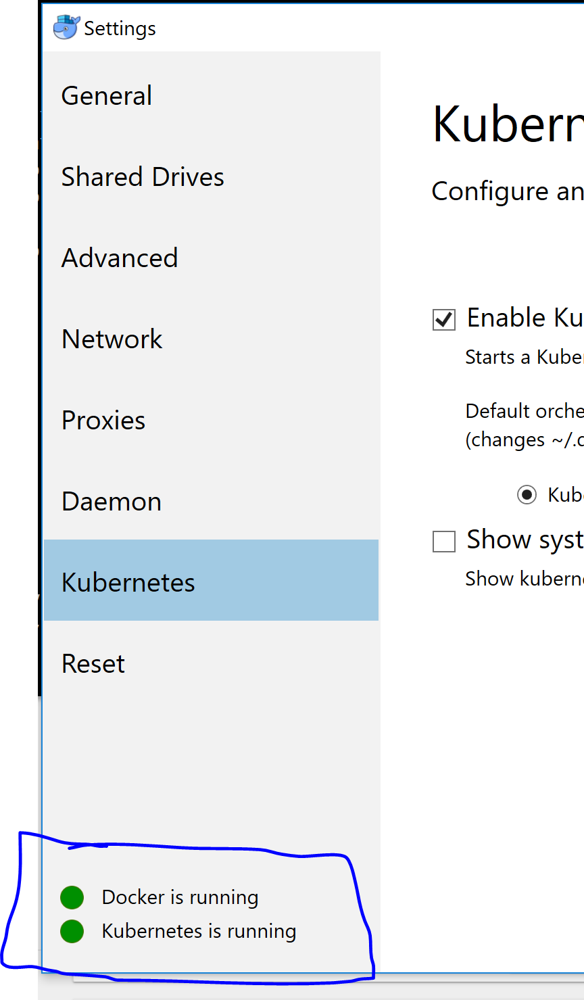 Settings
General
Shared Drives
Advanced
Network
Proxies
Daemon
Kubernetes
Reset
Docker is running
Kubernetes is running
Kubern
Configure an
Enable Ku
Starts a Kuber
Default orche
(changes ~/.d
Kube
Show syst
Show kuberne